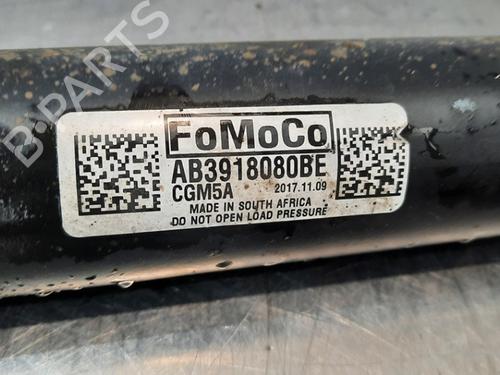 B-PARTS
FoMoCo
AB3918080BE
CGM5A 2017.11.09
MADE IN SOUTH AFRICA
DO NOT OPEN LOAD PRESSURE